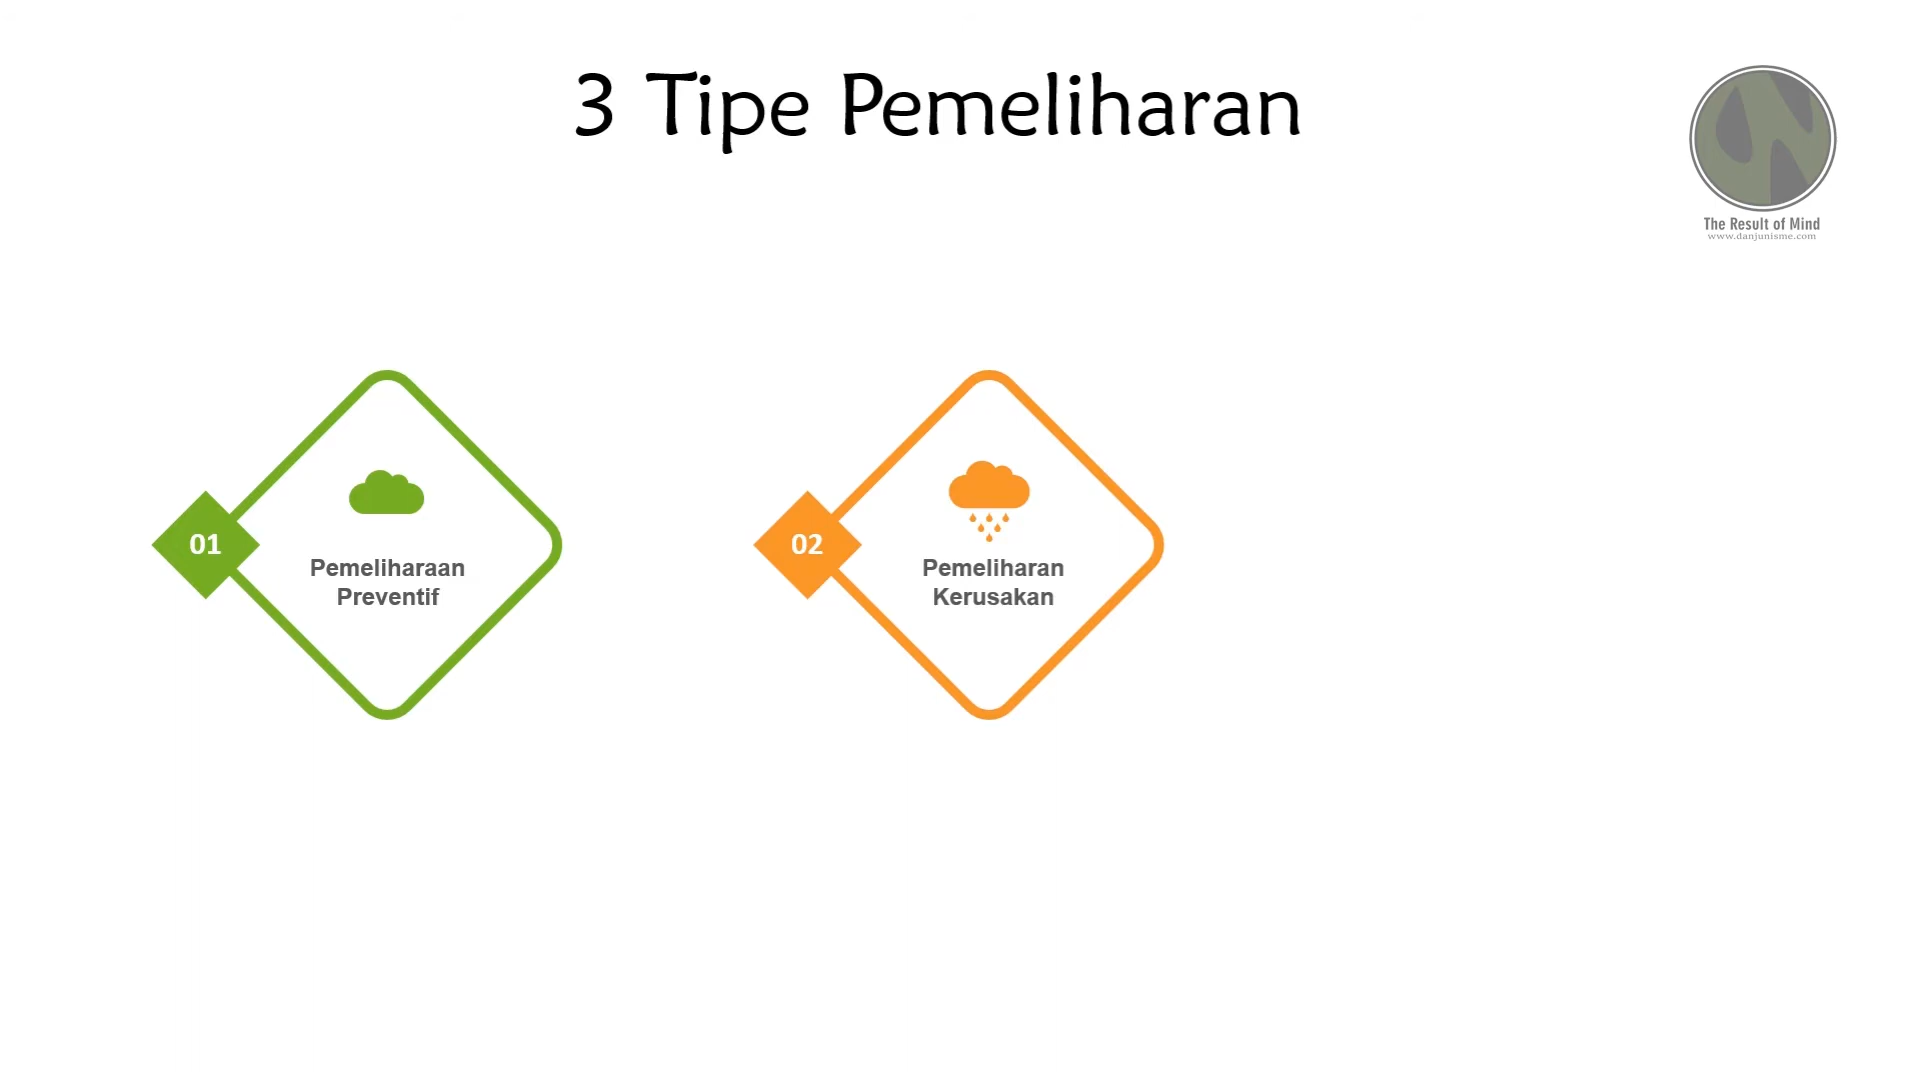 3 Tipe Pemeliharan
The Result of Mind
www.danjunisme.com
01
Pemeliharaan
Preventif
02
Pemeliharan
Kerusakan